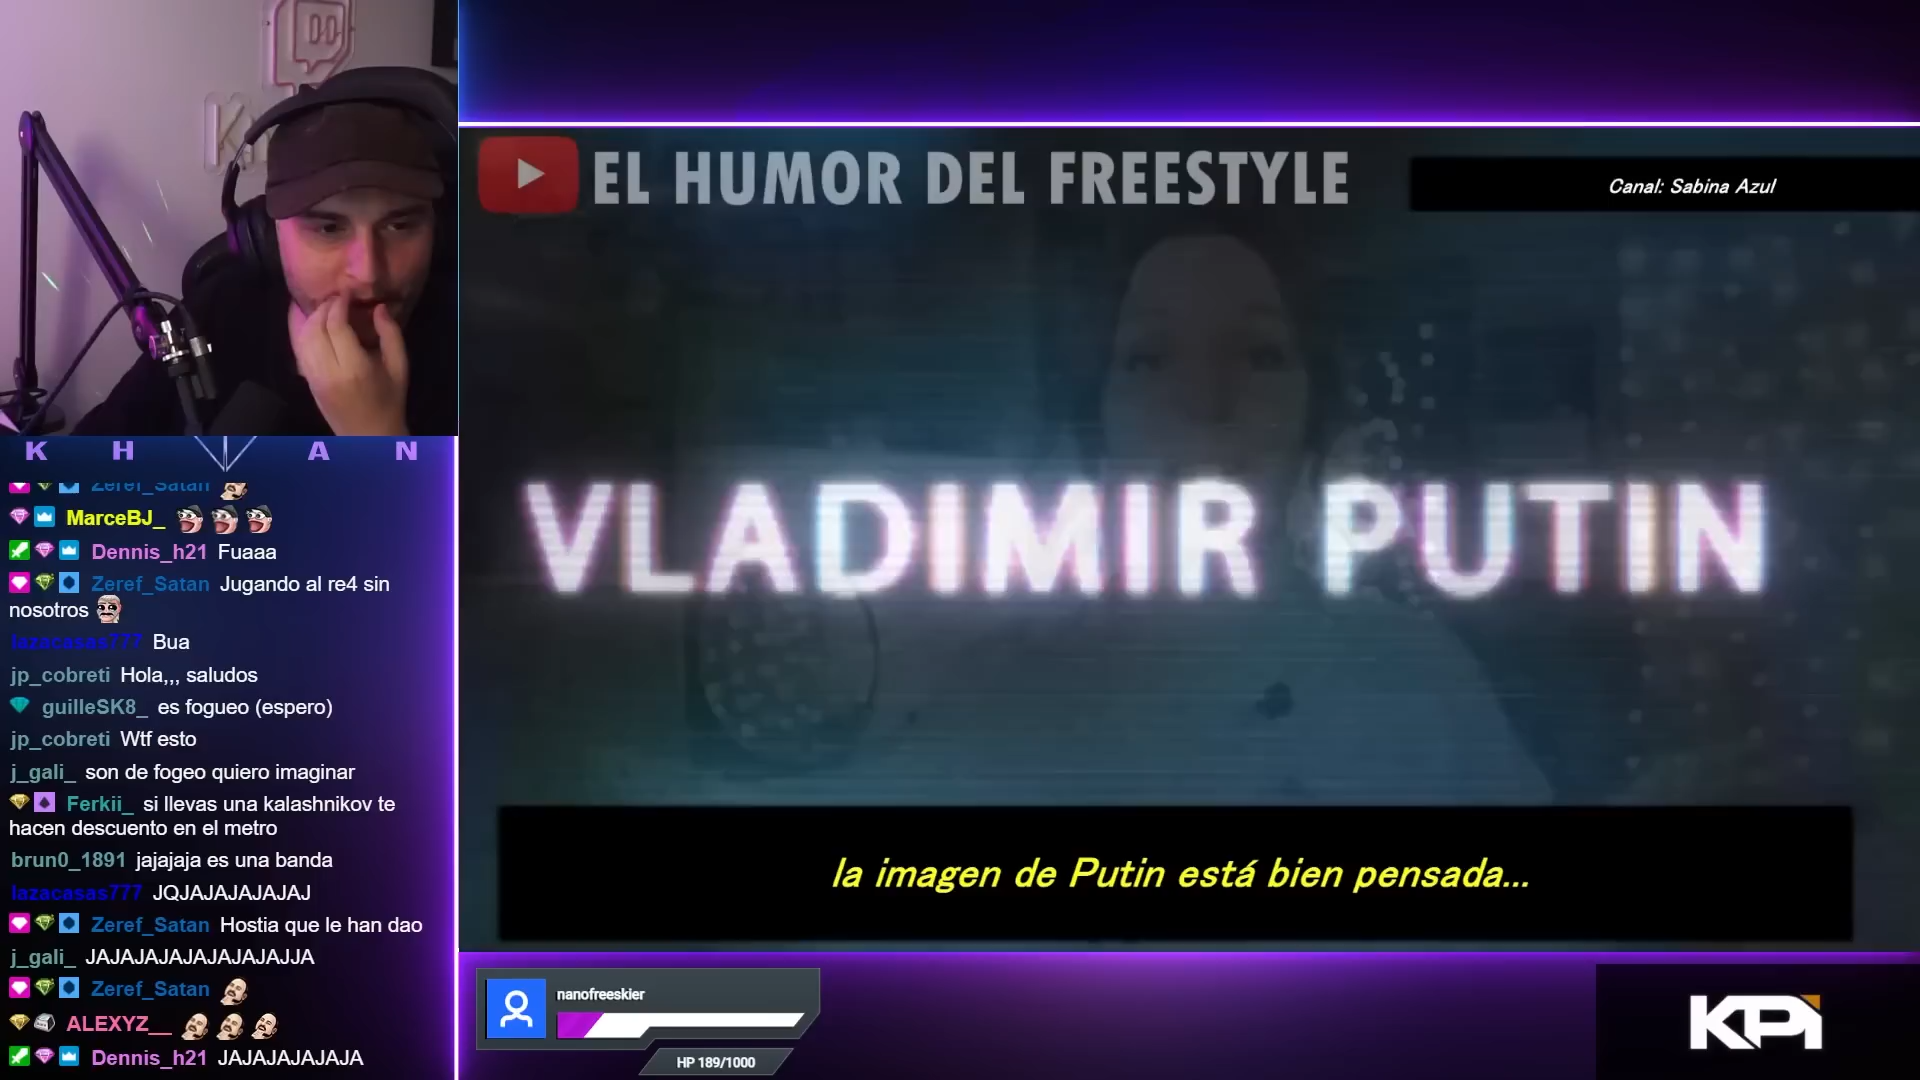 EL HUMOR DEL FREESTYLE
Canal: Sabina Azul
VLADIMIR PUTIN
la imagen de Putin está bien pensada...
K H A N
Zeref_Satan
MarceBJ_
Dennis_h21 Fuaaa
Zeref_Satan Jugando al re4 sin
nosotros
lazacasas777 Bua
jp_cobreti Hola,,, saludos
guilleSK8_ es fogueo (espero)
jp_cobreti Wtf esto
j_gali_ son de fogeo quiero imaginar
Ferkii_ si llevas una kalashnikov te
hacen descuento en el metro
brun0_1891 jajajaja es una banda
lazacasas777 JQJAJAJAJAJAJ
Zeref_Satan Hostia que le han dao
j_gali_ JAJAJAJAJAJAJAJAJJA
Zeref_Satan
ALEXYZ__
Dennis_h21 JAJAJAJAJAJA
nanofreeskier
HP 189/1000
KPi